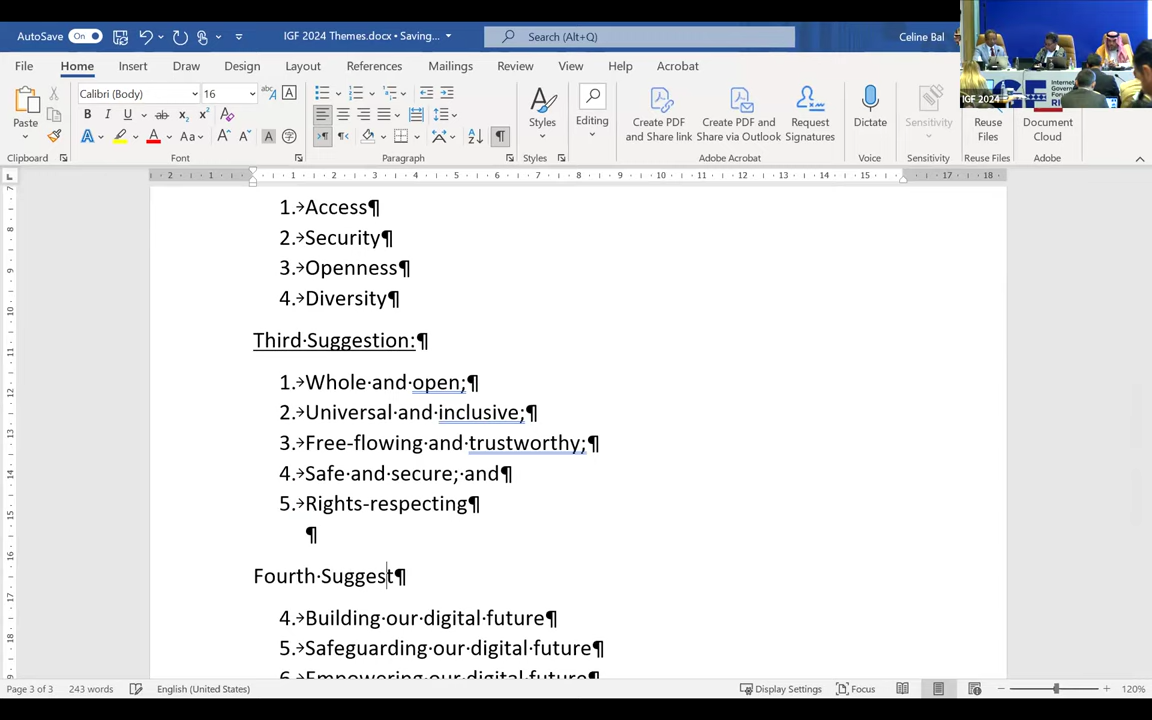 AutoSave On IGF 2024 Themes.docx • Saving... Search (Alt+Q) Celine Bal
File Home Insert Draw Design Layout References Mailings Review View Help Acrobat
Calibri (Body) 16
Paste
Styles
Editing
Create PDF and Share link
Create PDF and Share via Outlook
Request Signatures
Dictate
Sensitivity
Reuse Files
Document Cloud
Clipboard Font Paragraph Styles Adobe Acrobat Voice Sensitivity Reuse Files Adobe
IGF 2024
1.→Access¶
2.→Security¶
3.→Openness¶
4.→Diversity¶
Third·Suggestion:¶
1.→Whole·and·open;¶
2.→Universal·and·inclusive;¶
3.→Free-flowing·and·trustworthy;¶
4.→Safe·and·secure;·and¶
5.→Rights-respecting¶
¶
Fourth·Suggest¶
4.→Building·our·digital·future¶
5.→Safeguarding·our·digital·future¶
6.→Empowering·our·digital·future¶
Page 3 of 3 243 words English (United States) Display Settings Focus 120%